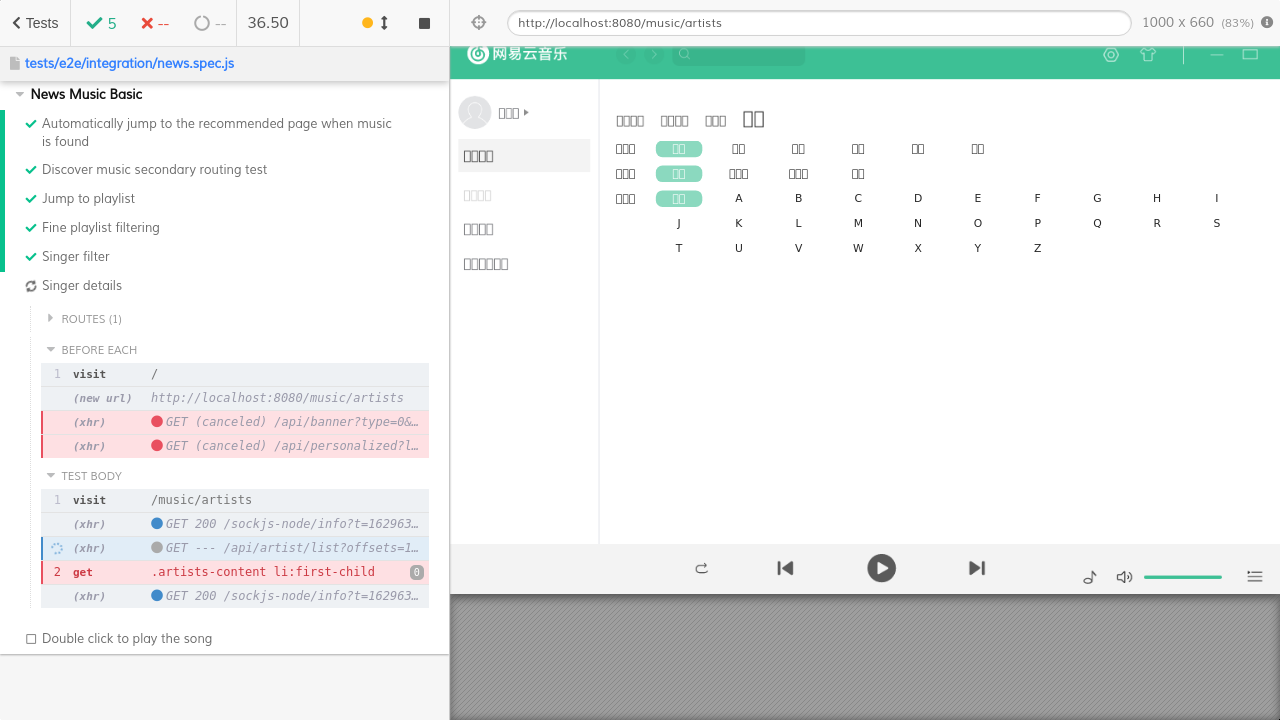 Tests
5
--
--
36.50
http://localhost:8080/music/artists
1000 x 660 (83%)
tests/e2e/integration/news.spec.js
News Music Basic
Automatically jump to the recommended page when music
is found
Discover music secondary routing test
Jump to playlist
Fine playlist filtering
Singer filter
Singer details
ROUTES (1)
BEFORE EACH
1 visit /
(new url) http://localhost:8080/music/artists
(xhr) GET (canceled) /api/banner?type=0&…
(xhr) GET (canceled) /api/personalized?l…
TEST BODY
1 visit /music/artists
(xhr) GET 200 /sockjs-node/info?t=162963…
(xhr) GET --- /api/artist/list?offsets=1…
2 get .artists-content li:first-child 0
(xhr) GET 200 /sockjs-node/info?t=162963…
Double click to play the song
网易云音乐
A B C D E F G H I
J K L M N O P Q R S
T U V W X Y Z